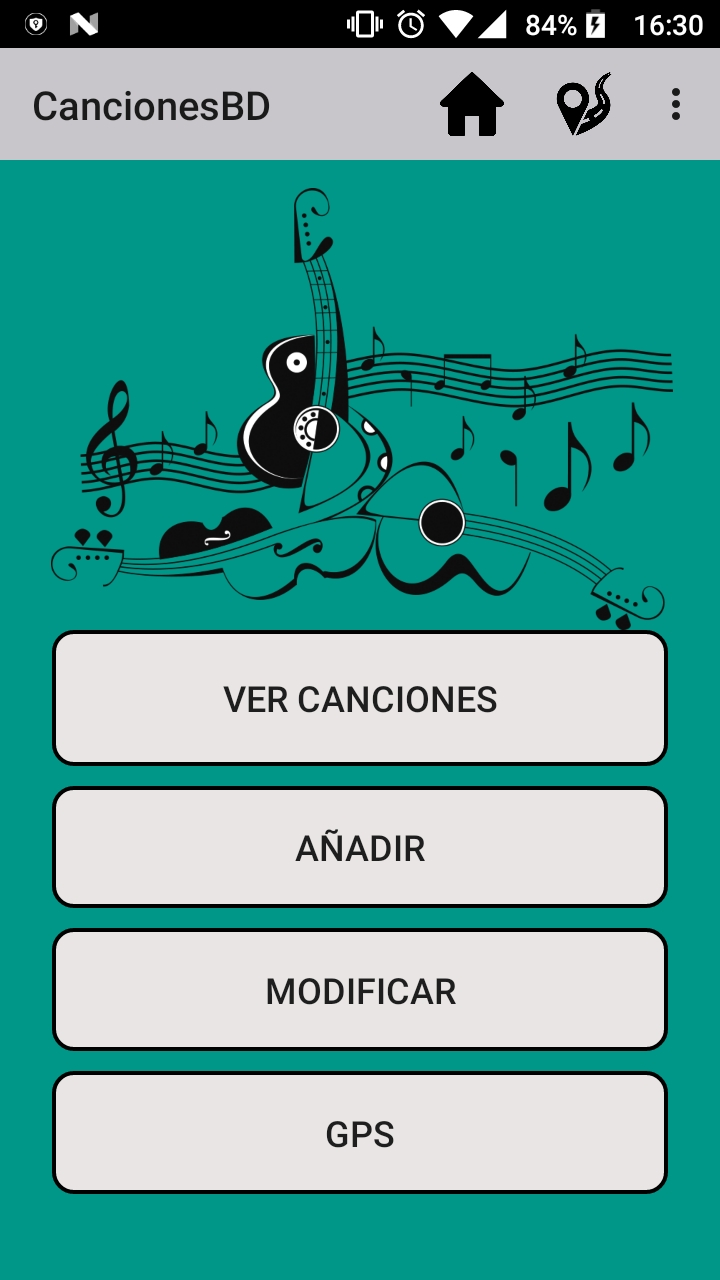 84% 16:30
CancionesBD
VER CANCIONES
AÑADIR
MODIFICAR
GPS